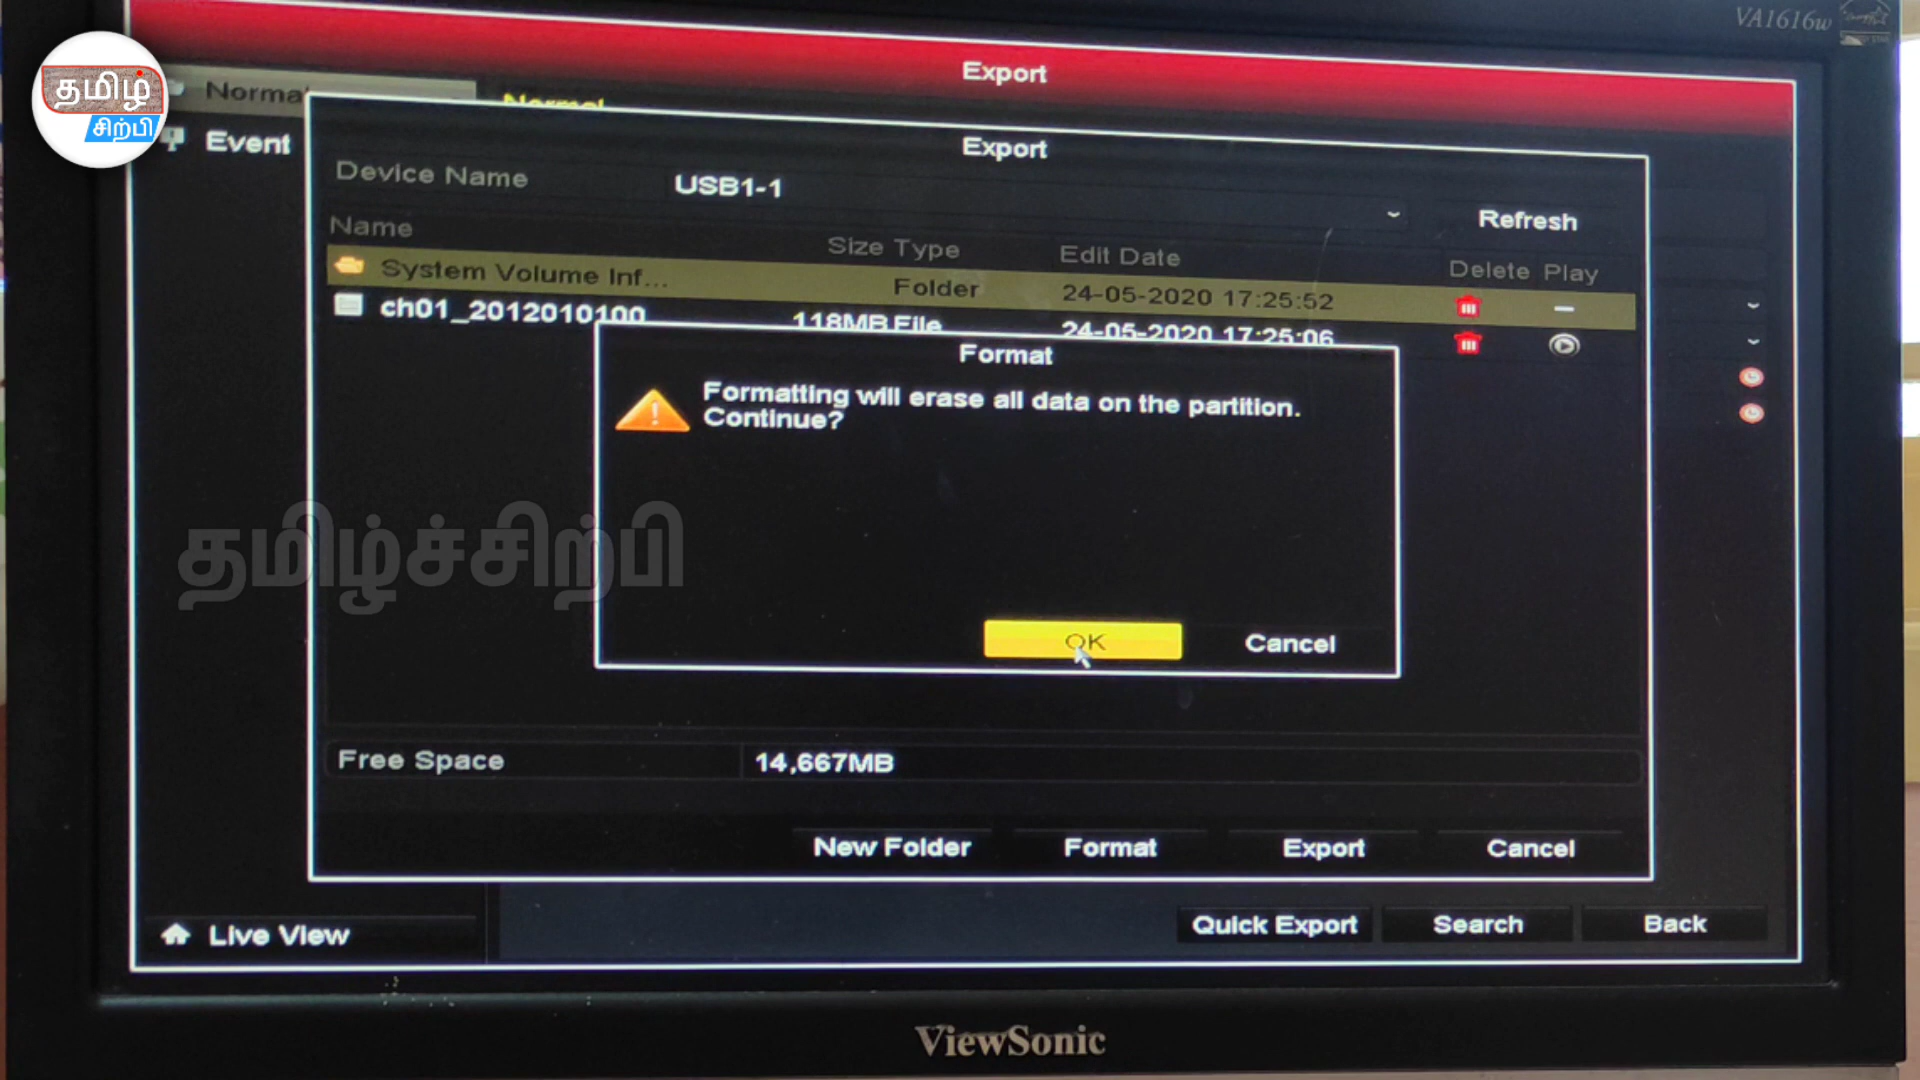 VA1616w
தமிழ்
சிற்பி
Export
Normal
Normal
Event
Export
Device Name
USB1-1
Refresh
Name
Size Type
Edit Date
Delete Play
System Volume Inf...
Folder
24-05-2020 17:25:52
ch01_2012010100
118MB File
24-05-2020 17:25:06
Format
Formatting will erase all data on the partition.
Continue?
தமிழ்ச்சிற்பி
OK
Cancel
Free Space
14,667MB
New Folder
Format
Export
Cancel
Live View
Quick Export
Search
Back
ViewSonic